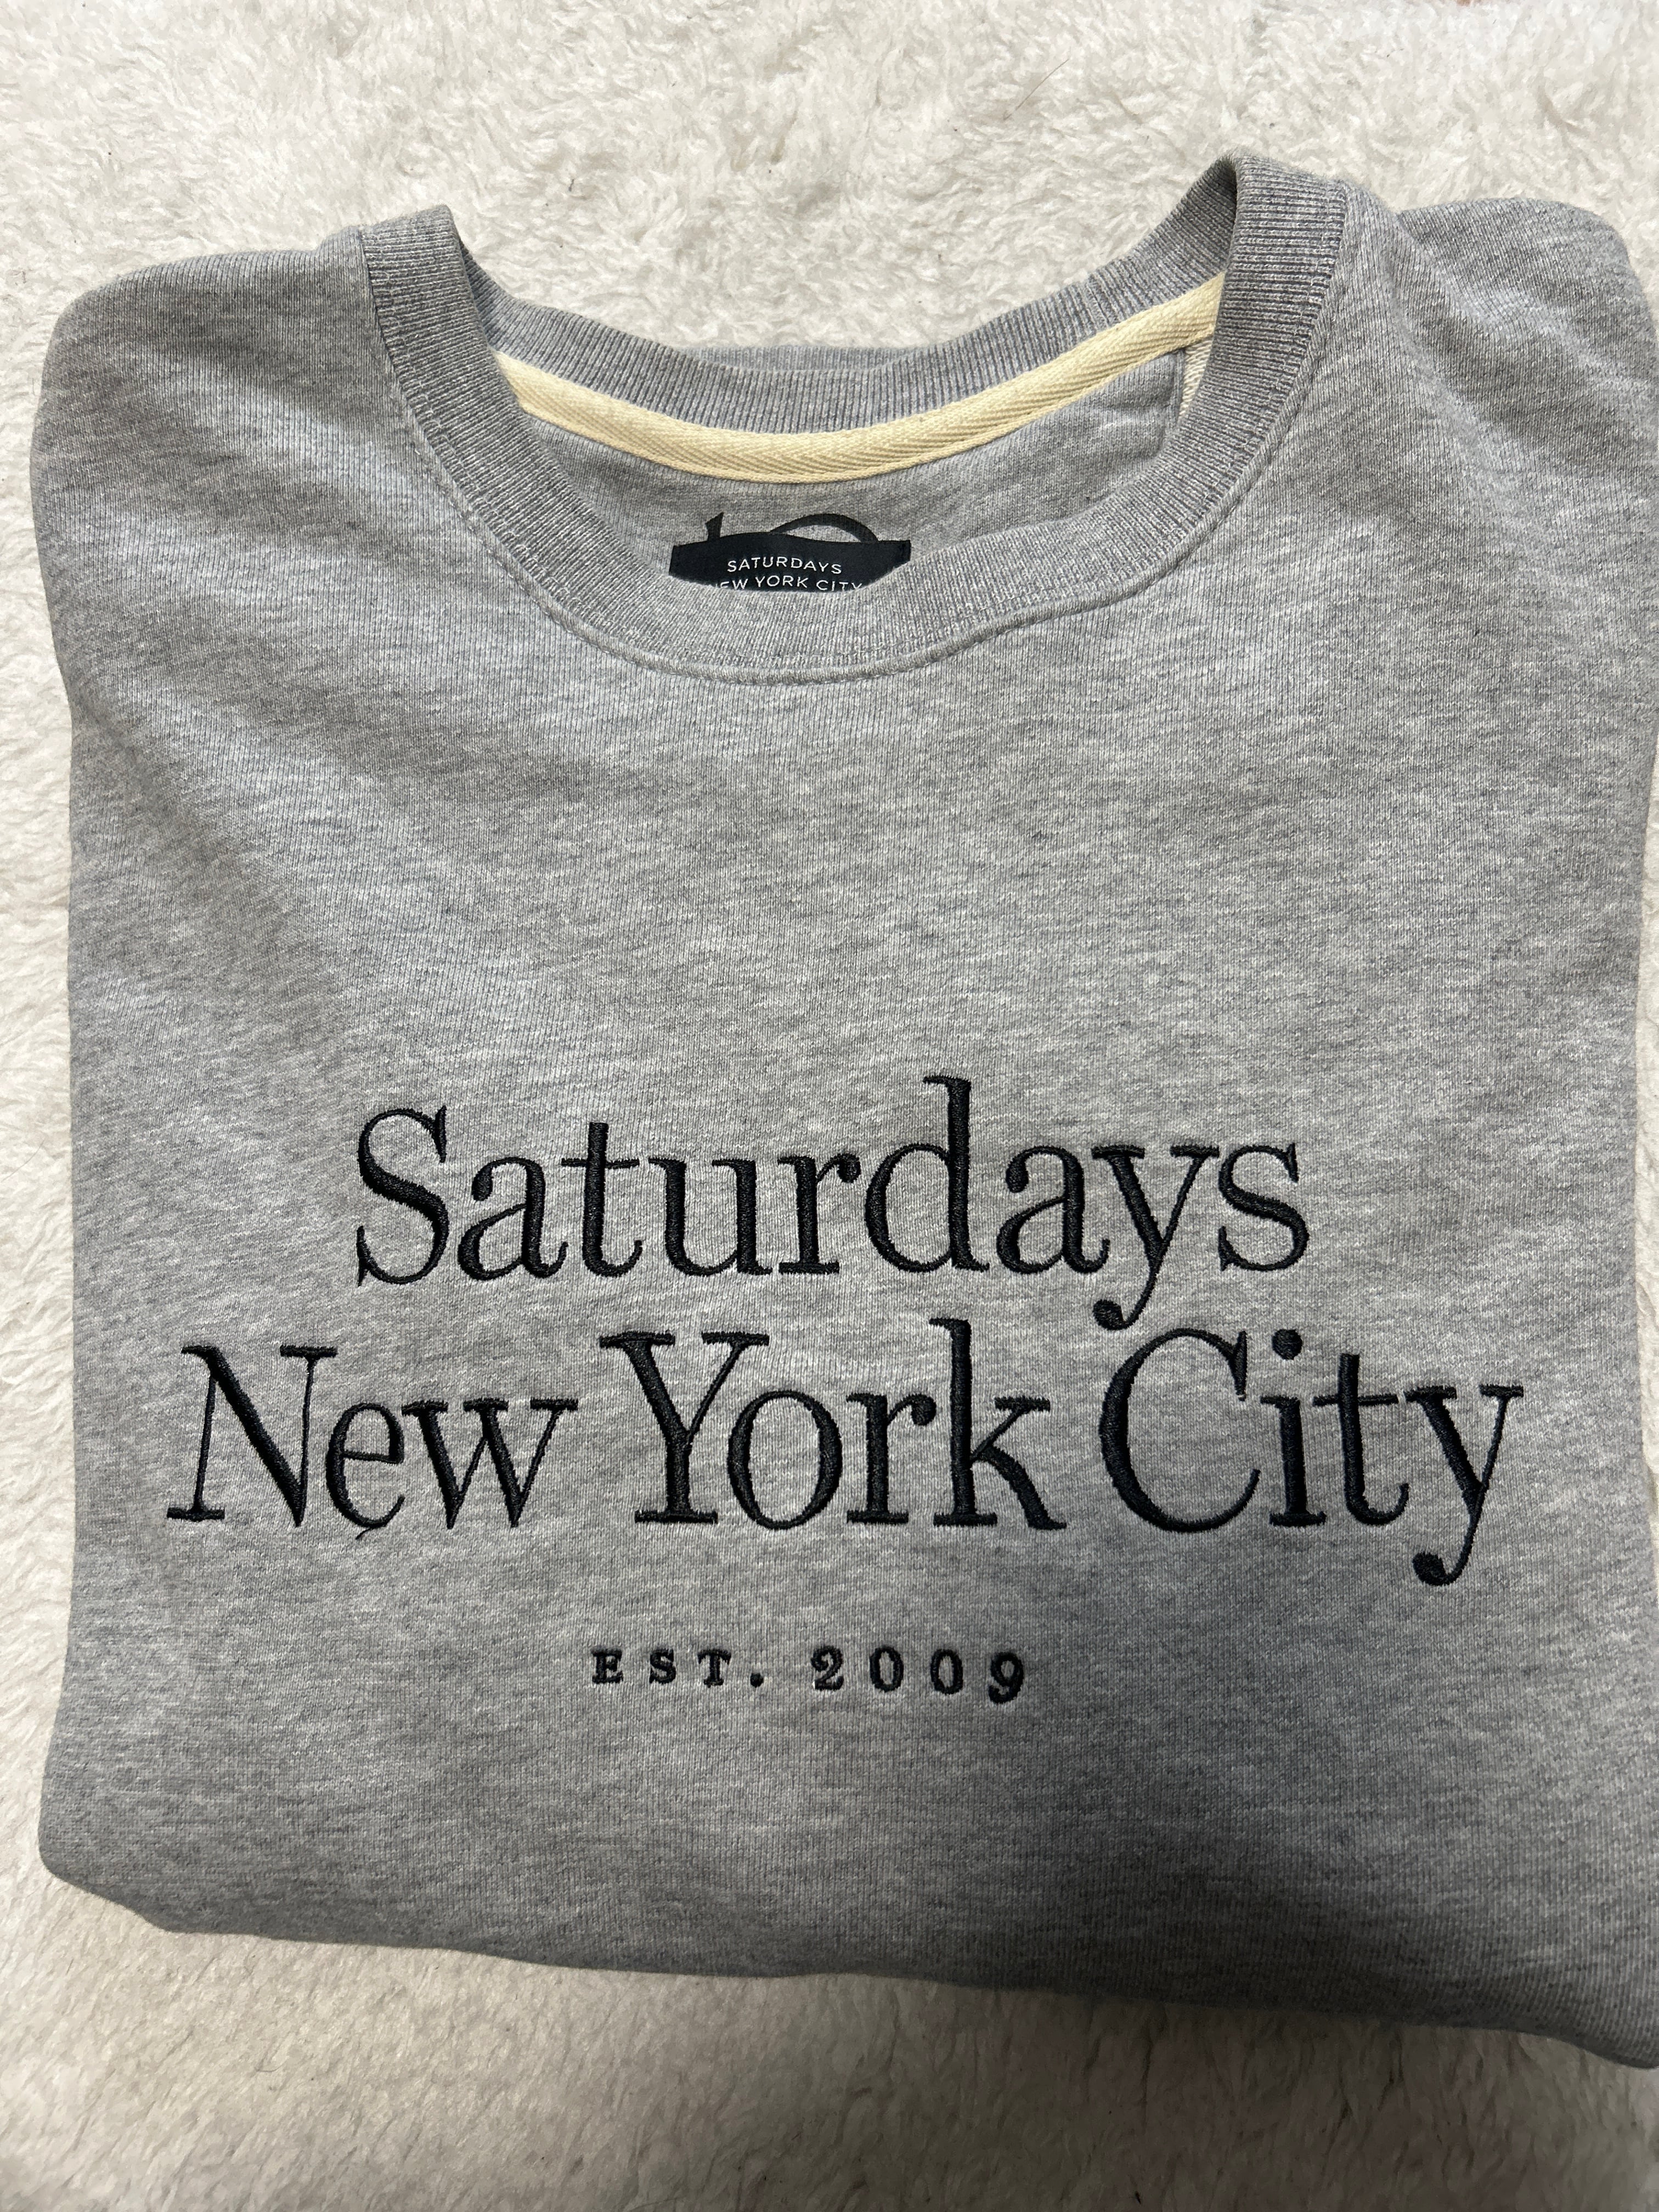 SATURDAYS
NEW YORK CITY
Saturdays
New York City
EST. 2009